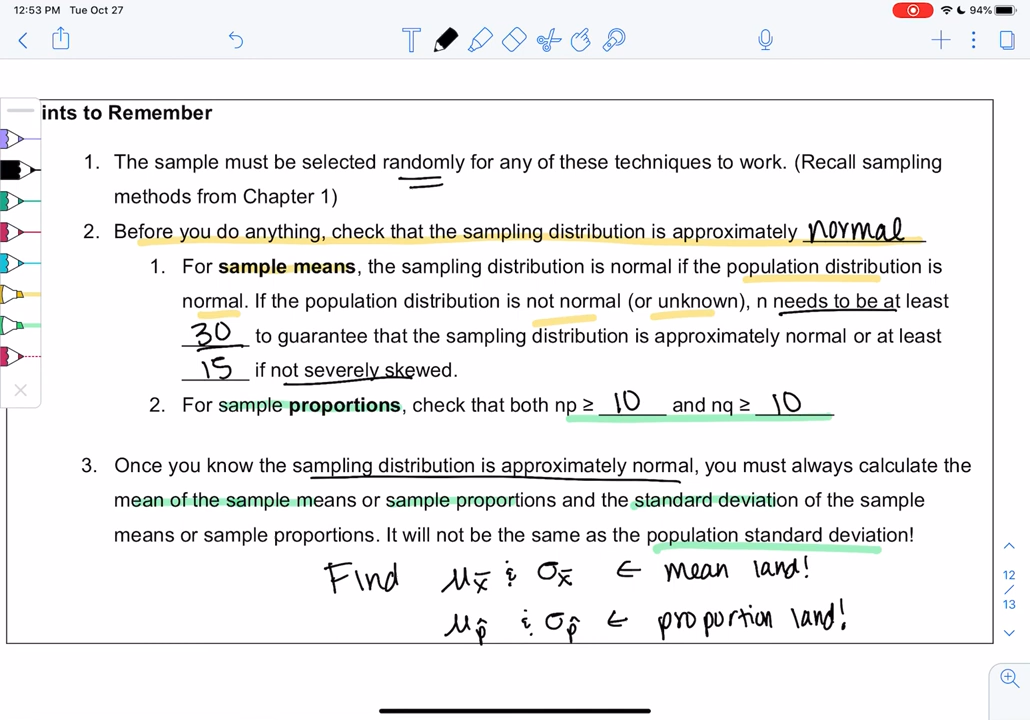 12:53 PM Tue Oct 27 94%
ints to Remember
1. The sample must be selected randomly for any of these techniques to work. (Recall sampling
methods from Chapter 1)
2. Before you do anything, check that the sampling distribution is approximately normal
1. For sample means, the sampling distribution is normal if the population distribution is
normal. If the population distribution is not normal (or unknown), n needs to be at least
30 to guarantee that the sampling distribution is approximately normal or at least
15 if not severely skewed.
2. For sample proportions, check that both np ≥ 10 and nq ≥ 10
3. Once you know the sampling distribution is approximately normal, you must always calculate the
mean of the sample means or sample proportions and the standard deviation of the sample
means or sample proportions. It will not be the same as the population standard deviation!
Find μx̄ & σx̄ ← mean land!
μp̂ & σp̂ ← proportion land!
12
/
13